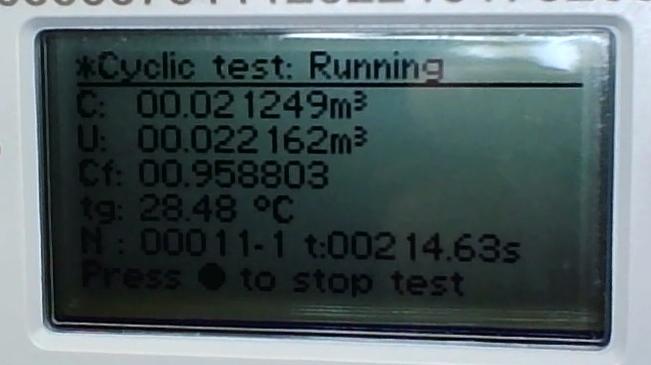 *Cyclic test: Running
C: 00.021249m³
U: 00.022162m³
Cf: 00.958803
tg: 28.48 °C
N : 00011-1 t:00214.63s
Press ● to stop test